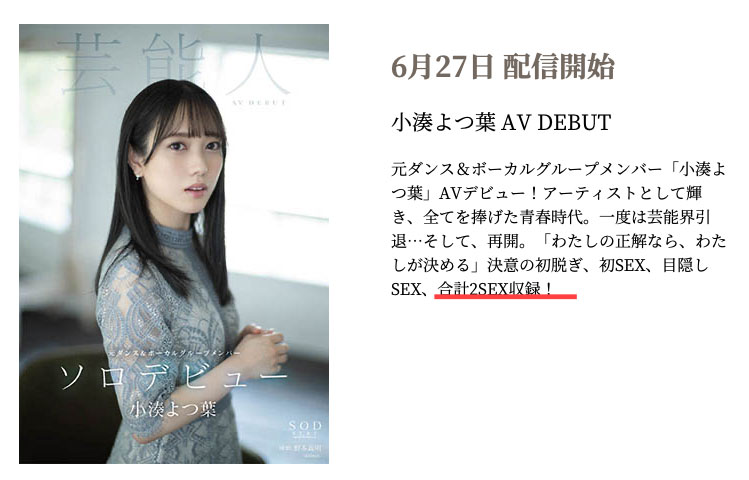 芸能人
AV DEBUT
元ダンス&ボーカルグループメンバー
ソロデビュー
小湊よつ葉
SOD
6月27日 配信開始
小湊よつ葉 AV DEBUT
元ダンス&ボーカルグループメンバー「小湊よ
つ葉」AVデビュー！アーティストとして輝
き、全てを捧げた青春時代。一度は芸能界引
退…そして、再開。「わたしの正解なら、わた
しが決める」決意の初脱ぎ、初SEX、目隠し
SEX、合計2SEX収録！